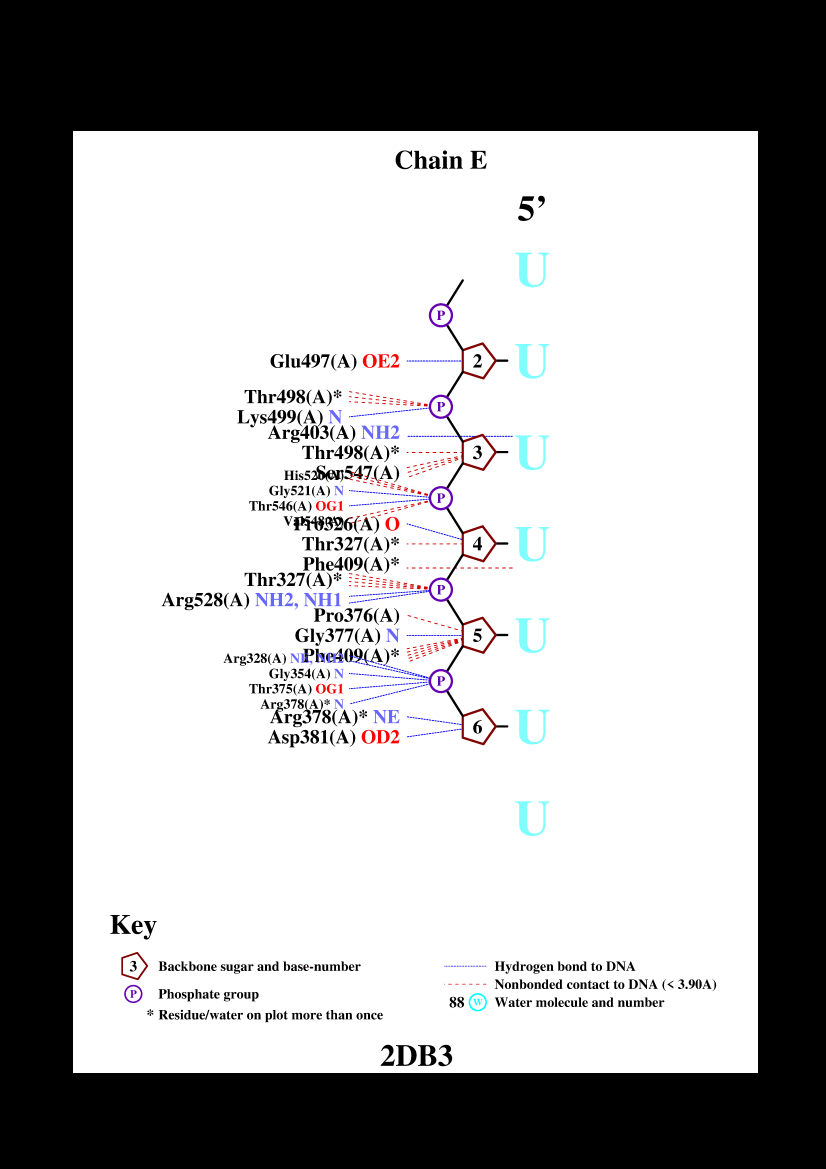 Chain E
5’
U
P
Glu497(A) OE2
2
U
Thr498(A)*
P
Lys499(A) N
Arg403(A) NH2
Thr498(A)*
3
U
Ser547(A)
His520(A)
Gly521(A) N
P
Thr546(A) OG1
Val548(A)
Pro326(A) O
Thr327(A)*
4
U
Phe409(A)*
Thr327(A)*
P
Arg528(A) NH2, NH1
Pro376(A)
Gly377(A) N
5
U
Phe409(A)*
Arg328(A) NE, NH2
Gly354(A) N
P
Thr375(A) OG1
Arg378(A)* N
Arg378(A)* NE
6
U
Asp381(A) OD2
U
Key
3 Backbone sugar and base-number
P Phosphate group
* Residue/water on plot more than once
Hydrogen bond to DNA
Nonbonded contact to DNA (< 3.90A)
88 W Water molecule and number
2DB3